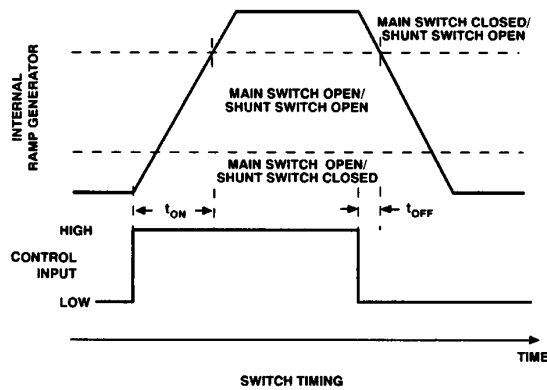 MAIN SWITCH CLOSED/
SHUNT SWITCH OPEN
INTERNAL
RAMP GENERATOR
MAIN SWITCH OPEN/
SHUNT SWITCH OPEN
MAIN SWITCH OPEN/
SHUNT SWITCH CLOSED
tON
tOFF
HIGH
CONTROL
INPUT
LOW
TIME
SWITCH TIMING